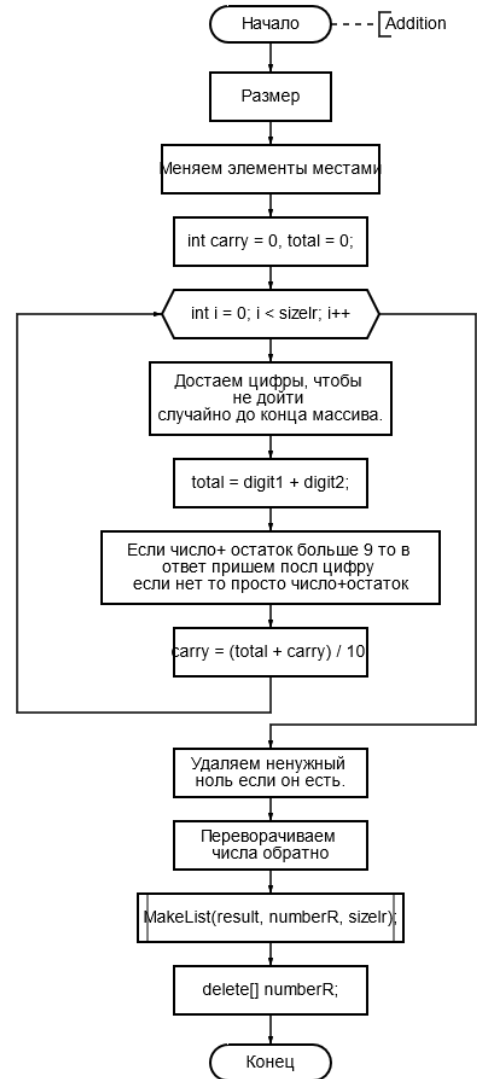 Начало
Addition
Размер
Меняем элементы местами
int carry = 0, total = 0;
int i = 0; i < sizelr; i++
Достаем цифры, чтобы
не дойти
случайно до конца массива.
total = digit1 + digit2;
Если число+ остаток больше 9 то в
ответ пришем посл цифру
если нет то просто число+остаток
carry = (total + carry) / 10
Удаляем ненужный
ноль если он есть.
Переворачиваем
числа обратно
MakeList(result, numberR, sizelr);
delete[] numberR;
Конец